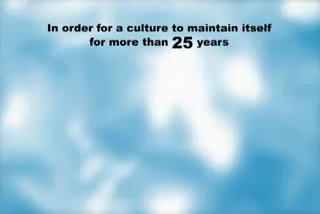 In order for a culture to maintain itself
for more than 25 years